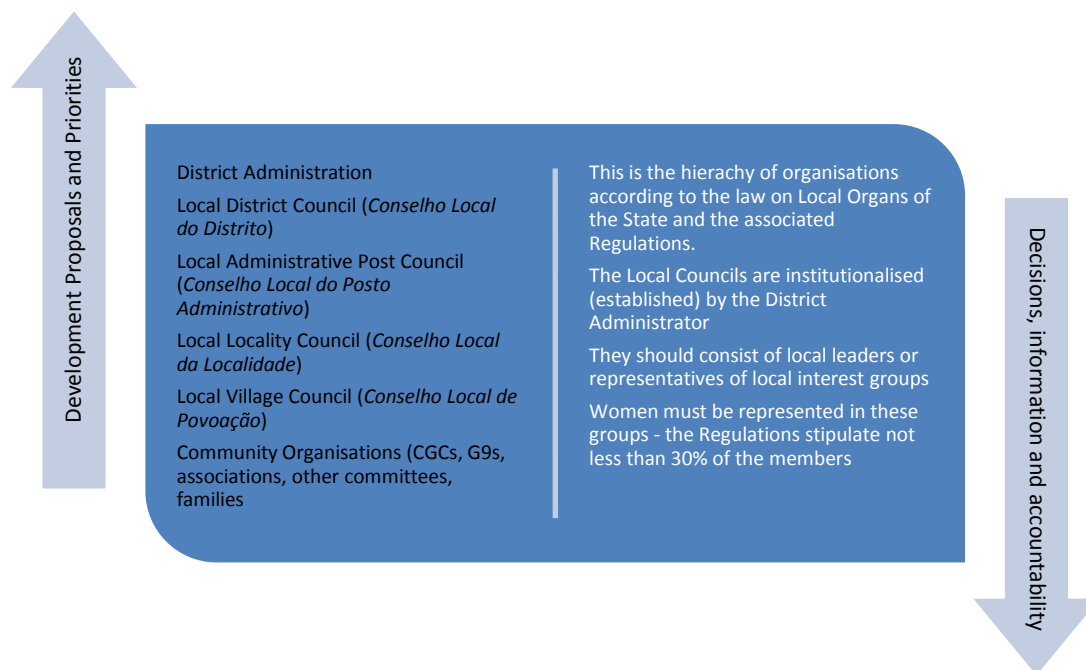 Development Proposals and Priorities
District Administration
Local District Council (Conselho Local
do Distrito)
Local Administrative Post Council
(Conselho Local do Posto
Administrativo)
Local Locality Council (Conselho Local
da Localidade)
Local Village Council (Conselho Local de
Povoação)
Community Organisations (CGCs, G9s,
associations, other committees,
families
This is the hierachy of organisations
according to the law on Local Organs of
the State and the associated
Regulations.
The Local Councils are institutionalised
(established) by the District
Administrator
They should consist of local leaders or
representatives of local interest groups
Women must be represented in these
groups - the Regulations stipulate not
less than 30% of the members
Decisions, information and accountability